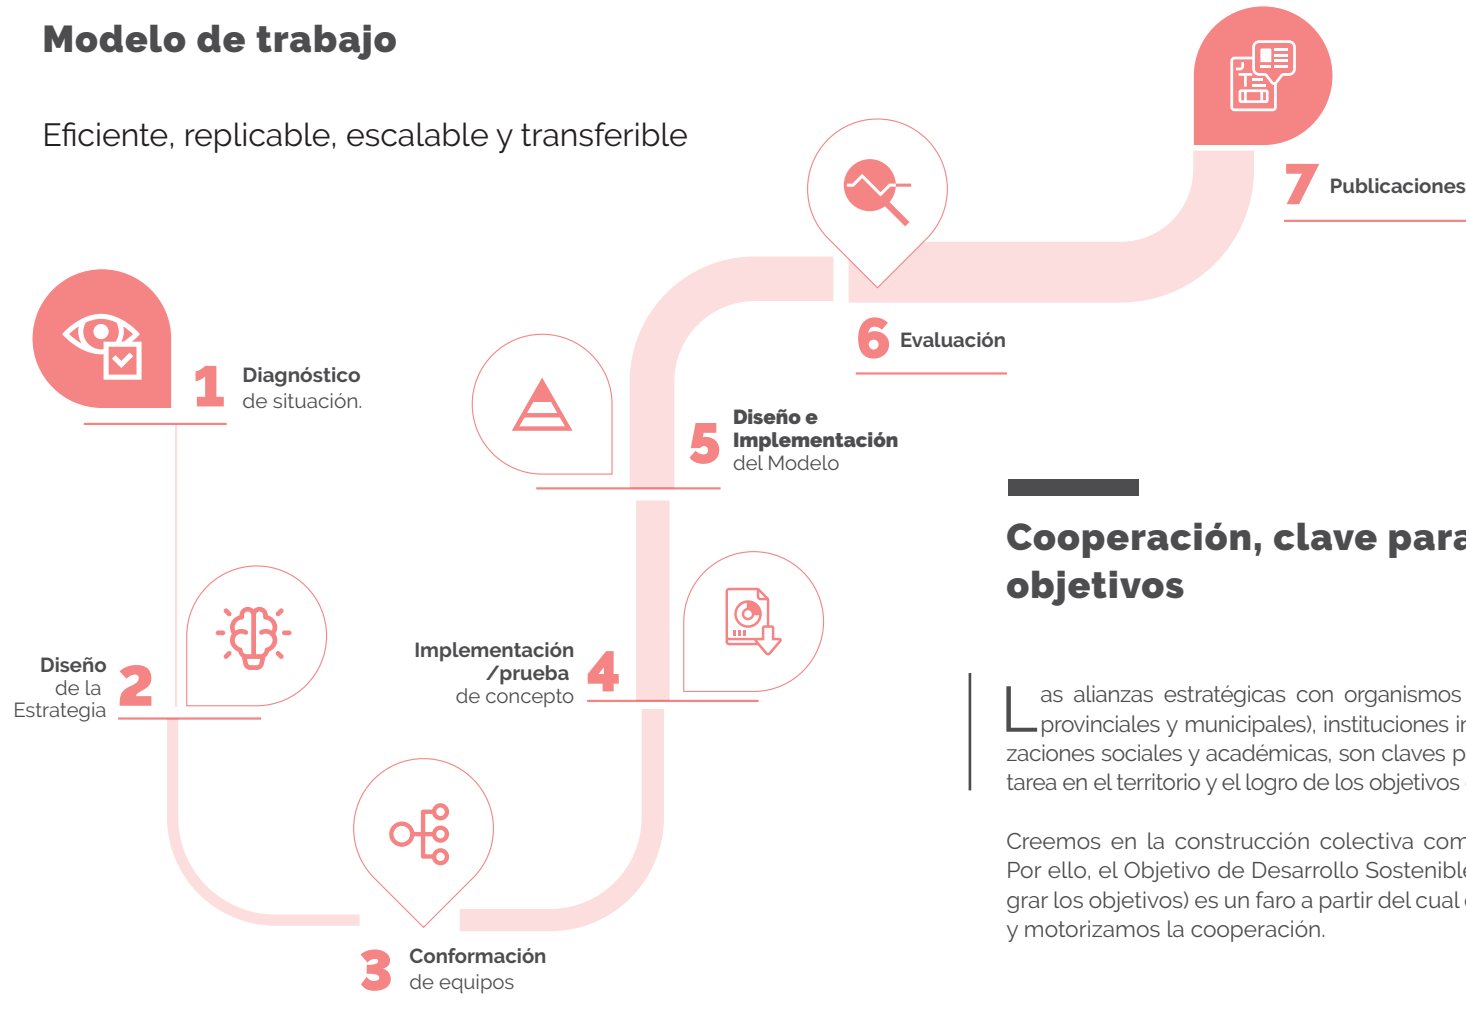 Modelo de trabajo
Eficiente, replicable, escalable y transferible
1
Diagnóstico
de situación.
2
Diseño
de la
Estrategia
3
Conformación
de equipos
4
Implementación
/prueba
de concepto
5
Diseño e
Implementación
del Modelo
6
Evaluación
7
Publicaciones
Cooperación, clave para
objetivos
Las alianzas estratégicas con organismos
provinciales y municipales), instituciones
zaciones sociales y académicas, son claves
tarea en el territorio y el logro de los objetivos
Creemos en la construcción colectiva
Por ello, el Objetivo de Desarrollo Sostenible
grar los objetivos) es un faro a partir del cual
y motorizamos la cooperación.